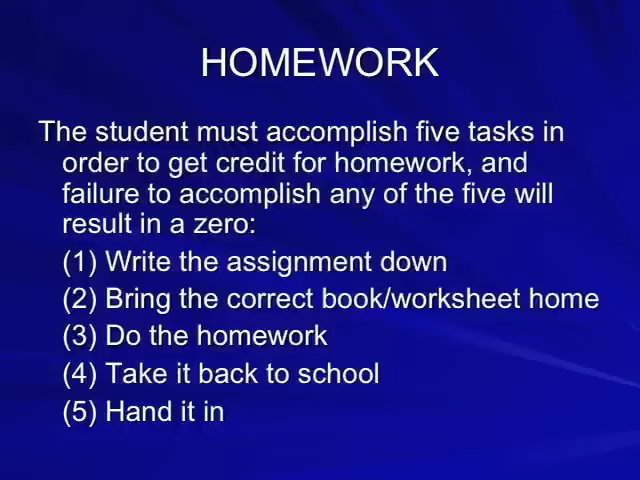 HOMEWORK
The student must accomplish five tasks in
order to get credit for homework, and
failure to accomplish any of the five will
result in a zero:
(1) Write the assignment down
(2) Bring the correct book/worksheet home
(3) Do the homework
(4) Take it back to school
(5) Hand it in